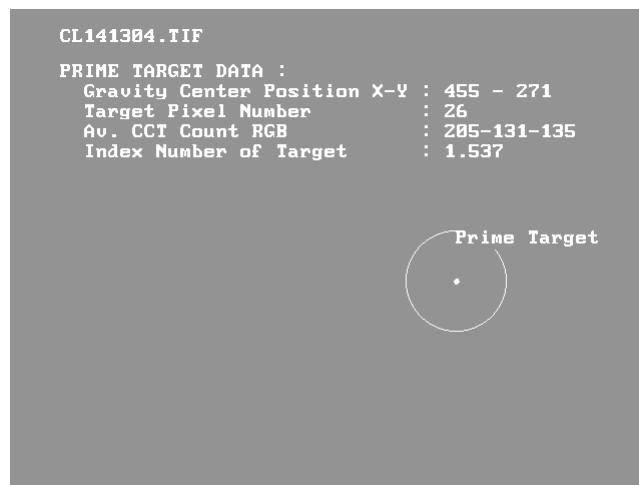 CL141304.TIF
PRIME TARGET DATA :
Gravity Center Position X-Y : 455 - 271
Target Pixel Number : 26
Av. CCT Count RGB : 205-131-135
Index Number of Target : 1.537
Prime Target